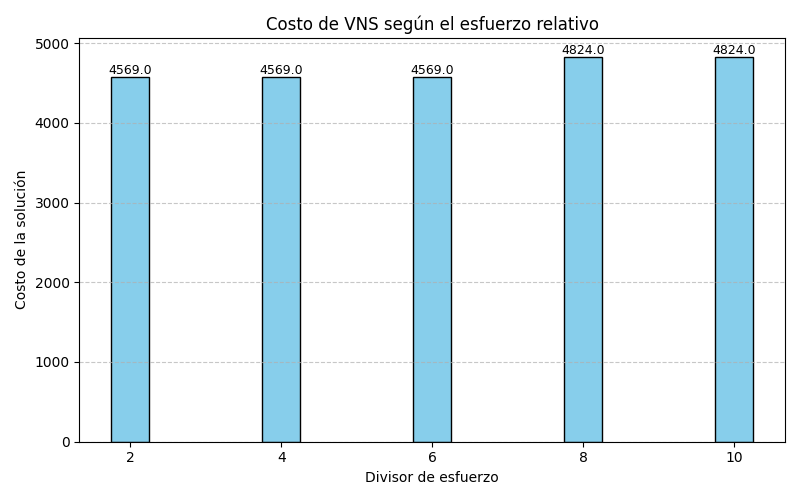 Costo de VNS según el esfuerzo relativo
5000
4000
3000
2000
1000
0
Costo de la solución
4569.0 4569.0 4569.0 4824.0 4824.0
2 4 6 8 10
Divisor de esfuerzo